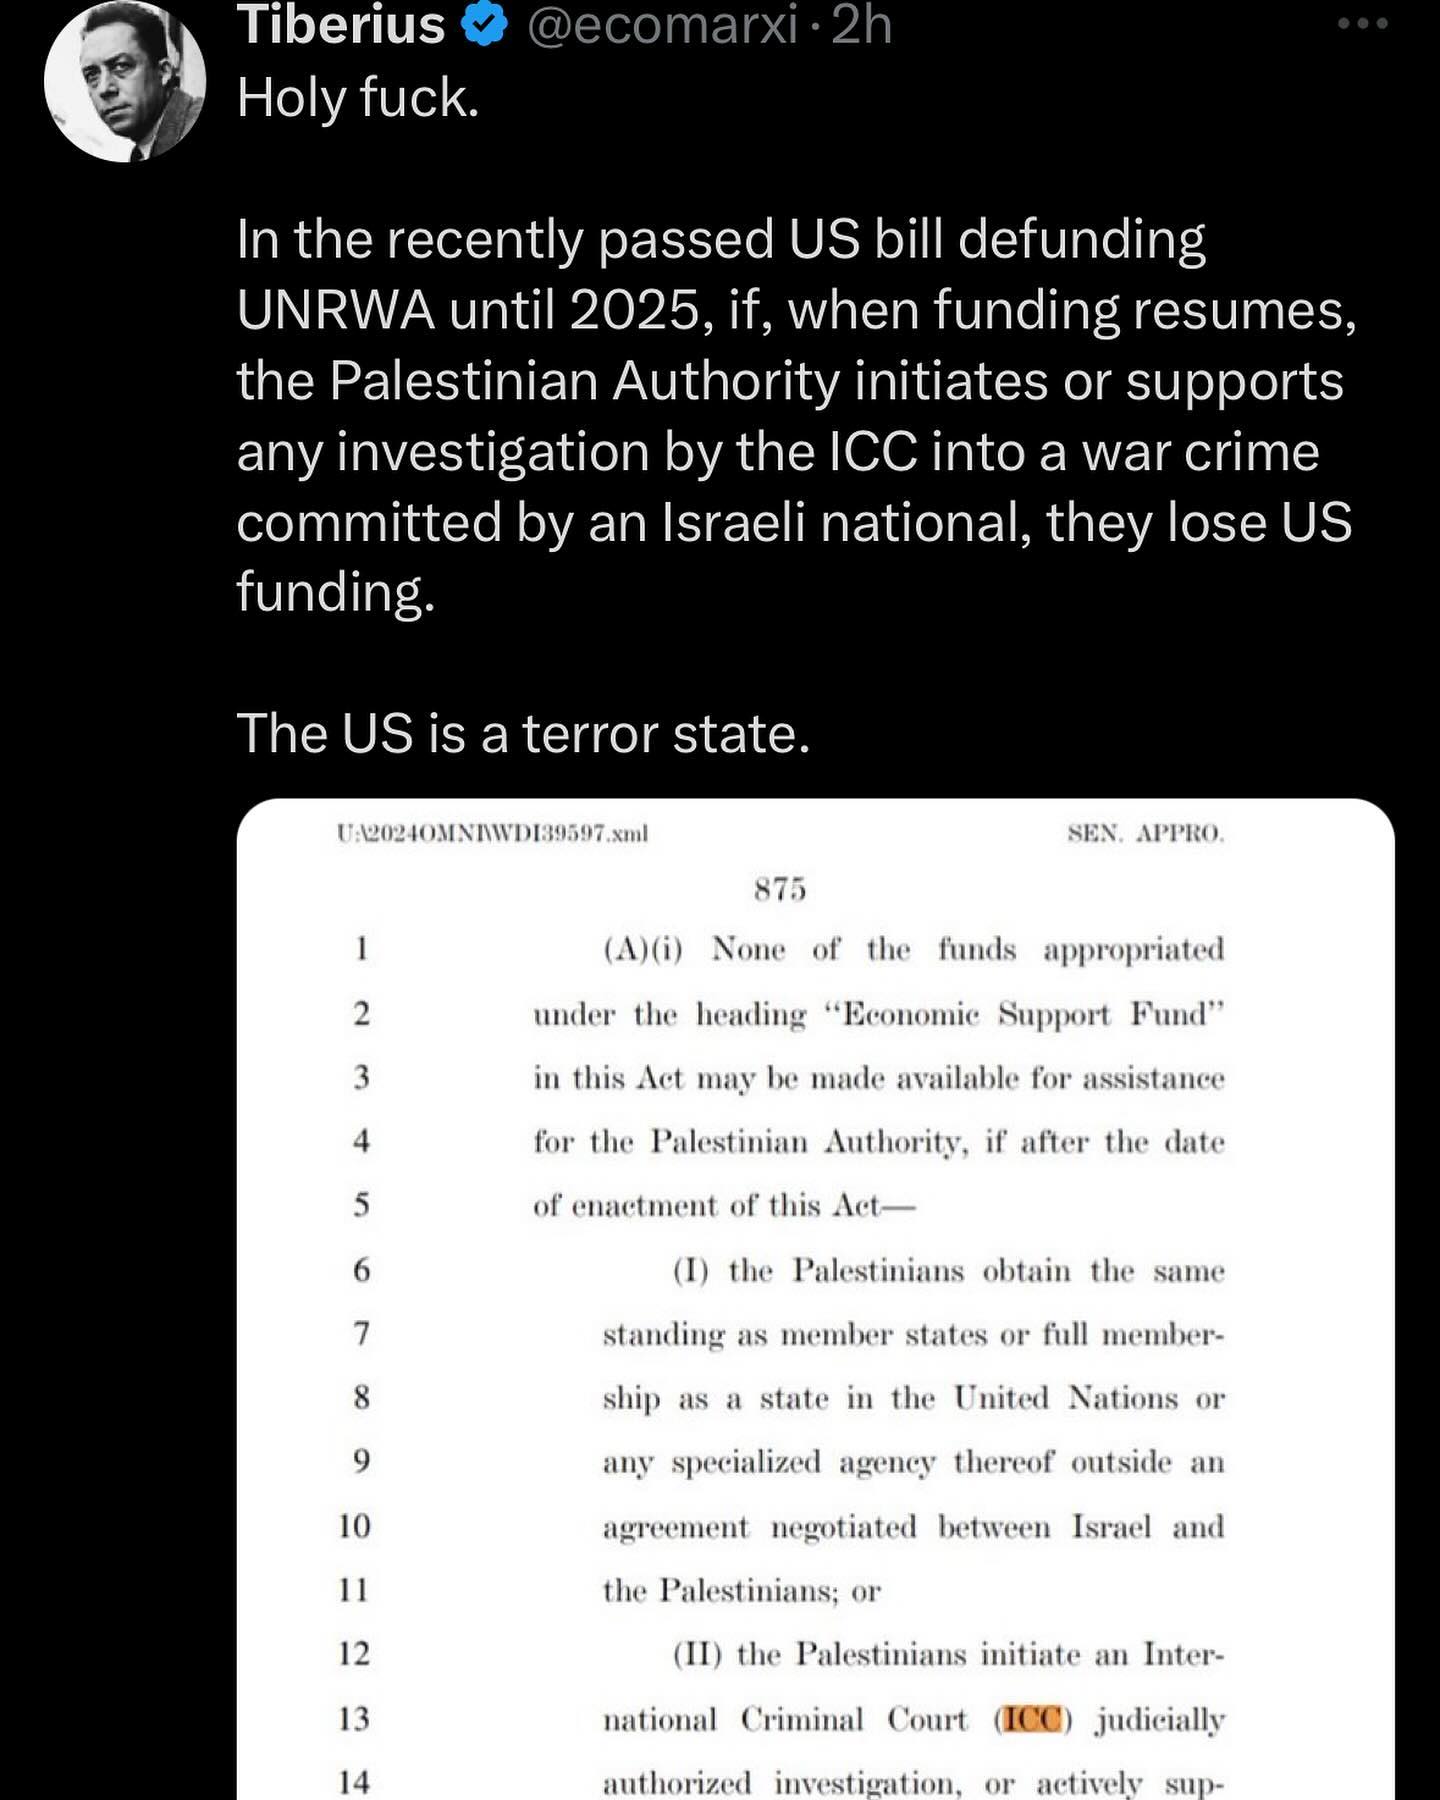 Tiberius @ecomarxi · 2h
Holy fuck.
In the recently passed US bill defunding
UNRWA until 2025, if, when funding resumes,
the Palestinian Authority initiates or supports
any investigation by the ICC into a war crime
committed by an Israeli national, they lose US
funding.
The US is a terror state.
U:\2024OMNI\WDI39597.xml SEN. APPRO.
875
1 (A)(i) None of the funds appropriated
2 under the heading “Economic Support Fund”
3 in this Act may be made available for assistance
4 for the Palestinian Authority, if after the date
5 of enactment of this Act—
6 (I) the Palestinians obtain the same
7 standing as member states or full member-
8 ship as a state in the United Nations or
9 any specialized agency thereof outside an
10 agreement negotiated between Israel and
11 the Palestinians; or
12 (II) the Palestinians initiate an Inter-
13 national Criminal Court (ICC) judicially
14 authorized investigation, or actively sup-